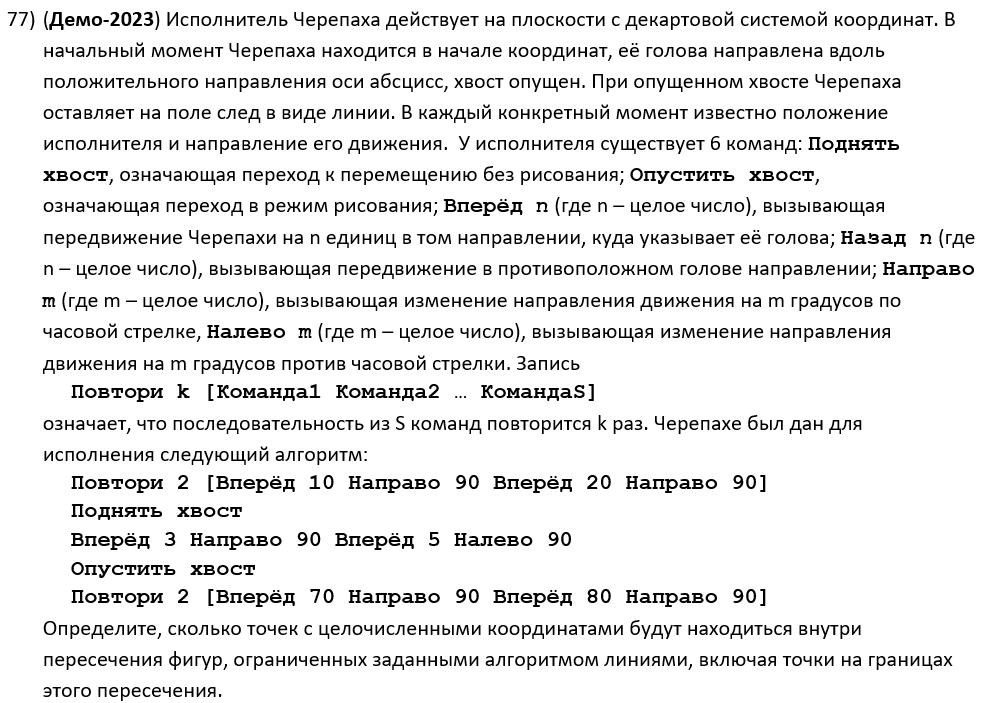 77) (Демо-2023) Исполнитель Черепаха действует на плоскости с декартовой системой координат. В
начальный момент Черепаха находится в начале координат, её голова направлена вдоль
положительного направления оси абсцисс, хвост опущен. При опущенном хвосте Черепаха
оставляет на поле след в виде линии. В каждый конкретный момент известно положение
исполнителя и направление его движения.  У исполнителя существует 6 команд: Поднять
хвост, означающая переход к перемещению без рисования; Опустить хвост,
означающая переход в режим рисования; Вперёд n (где n – целое число), вызывающая
передвижение Черепахи на n единиц в том направлении, куда указывает её голова; Назад n (где
n – целое число), вызывающая передвижение в противоположном голове направлении; Направо
m (где m – целое число), вызывающая изменение направления движения на m градусов по
часовой стрелке, Налево m (где m – целое число), вызывающая изменение направления
движения на m градусов против часовой стрелки. Запись
Повтори k [Команда1 Команда2 … КомандаS]
означает, что последовательность из S команд повторится k раз. Черепахе был дан для
исполнения следующий алгоритм:
Повтори 2 [Вперёд 10 Направо 90 Вперёд 20 Направо 90]
Поднять хвост
Вперёд 3 Направо 90 Вперёд 5 Налево 90
Опустить хвост
Повтори 2 [Вперёд 70 Направо 90 Вперёд 80 Направо 90]
Определите, сколько точек с целочисленными координатами будут находиться внутри
пересечения фигур, ограниченных заданными алгоритмом линиями, включая точки на границах
этого пересечения.